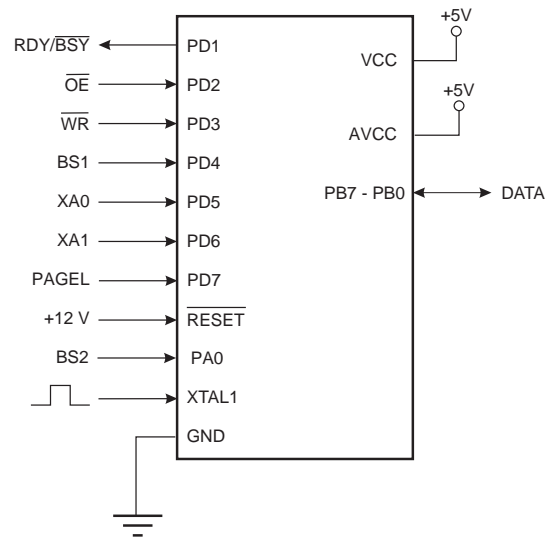 +5V
RDY/BSY PD1
VCC
OE PD2
+5V
WR PD3
AVCC
BS1 PD4
XA0 PD5 PB7 - PB0 DATA
XA1 PD6
PAGEL PD7
+12 V RESET
BS2 PA0
XTAL1
GND